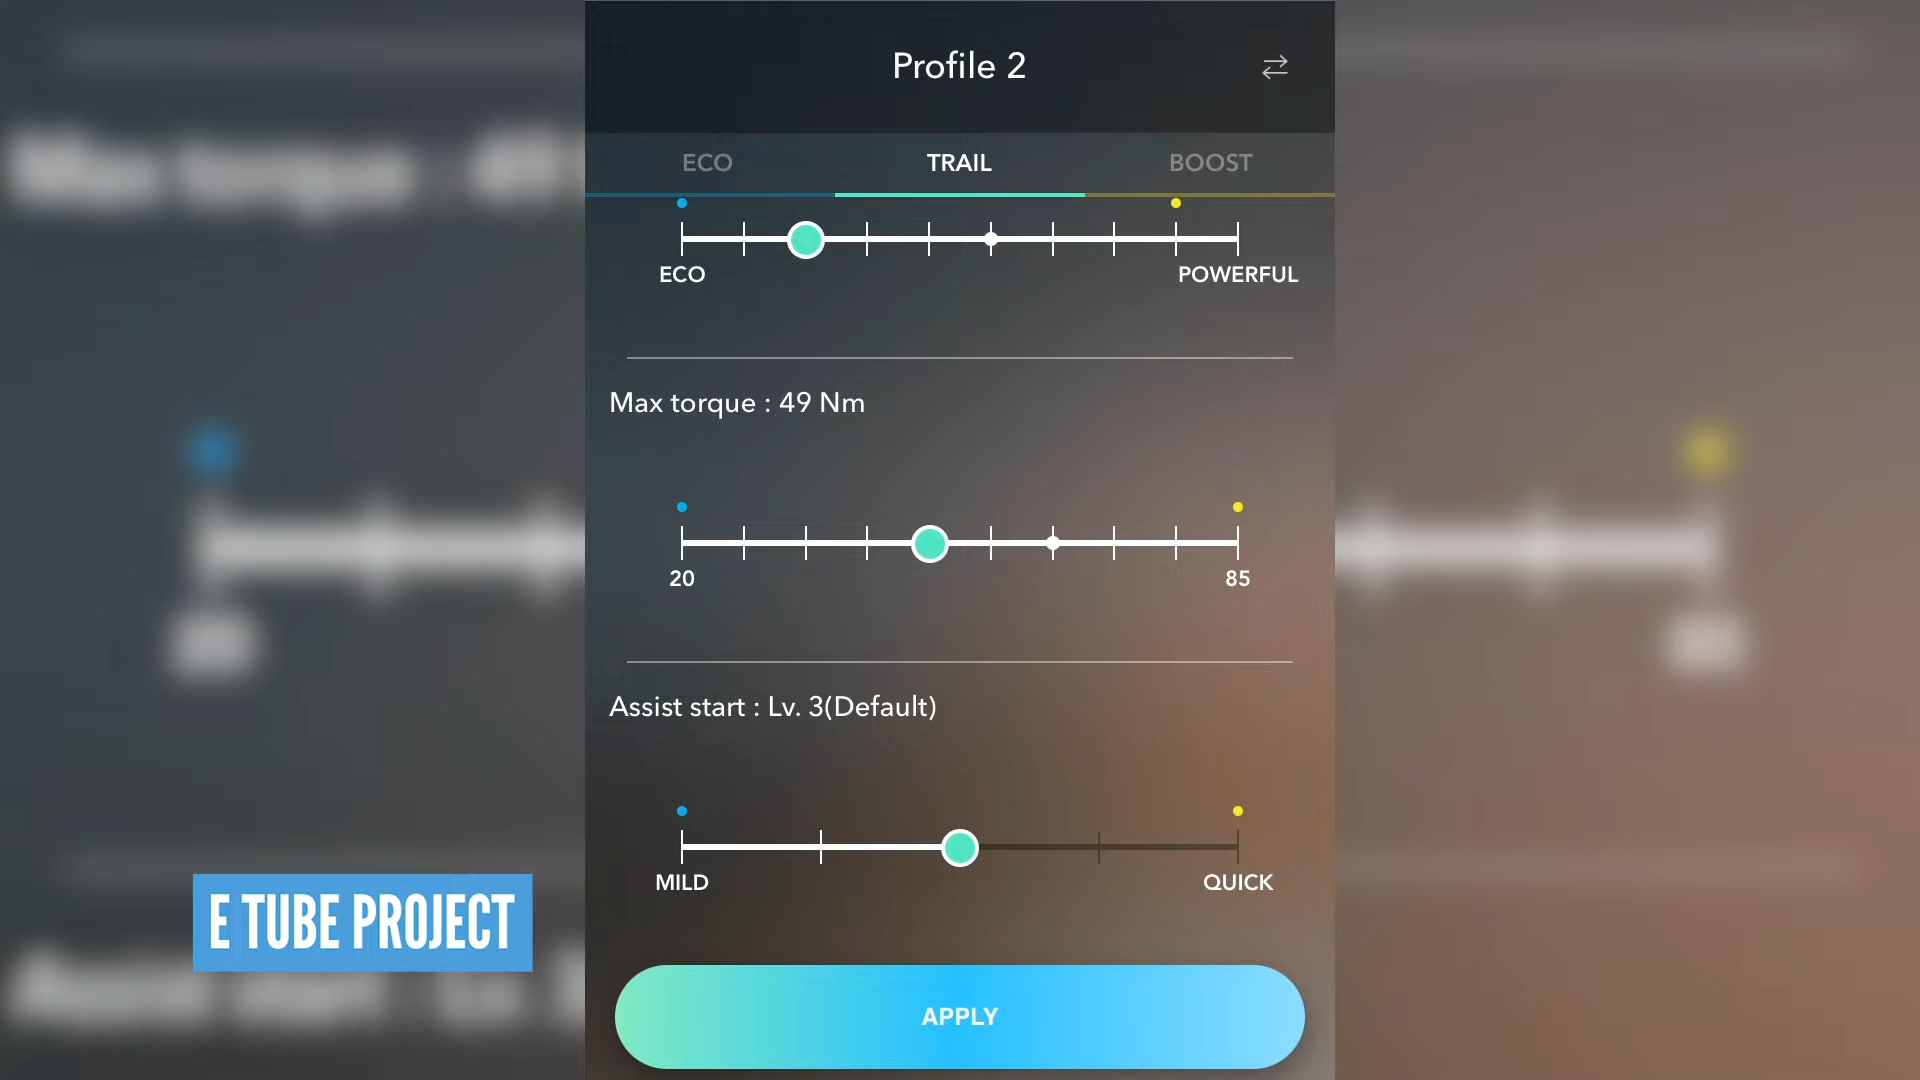 Profile 2
ECO TRAIL BOOST
ECO POWERFUL
Max torque : 49 Nm
20 85
Assist start : Lv. 3(Default)
MILD QUICK
E TUBE PROJECT
APPLY